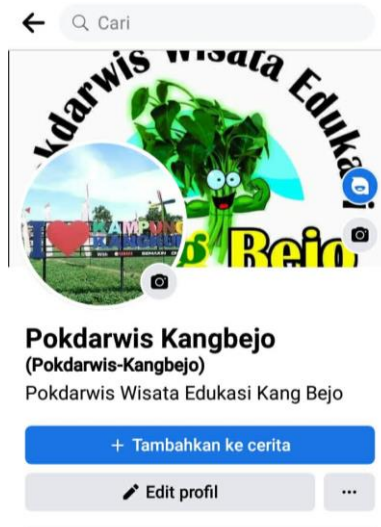 Cari
Pokdarwis Wisata Edukasi
g Bejo
I KAMPUNG
Pokdarwis Kangbejo
(Pokdarwis-Kangbejo)
Pokdarwis Wisata Edukasi Kang Bejo
+ Tambahkan ke cerita
Edit profil